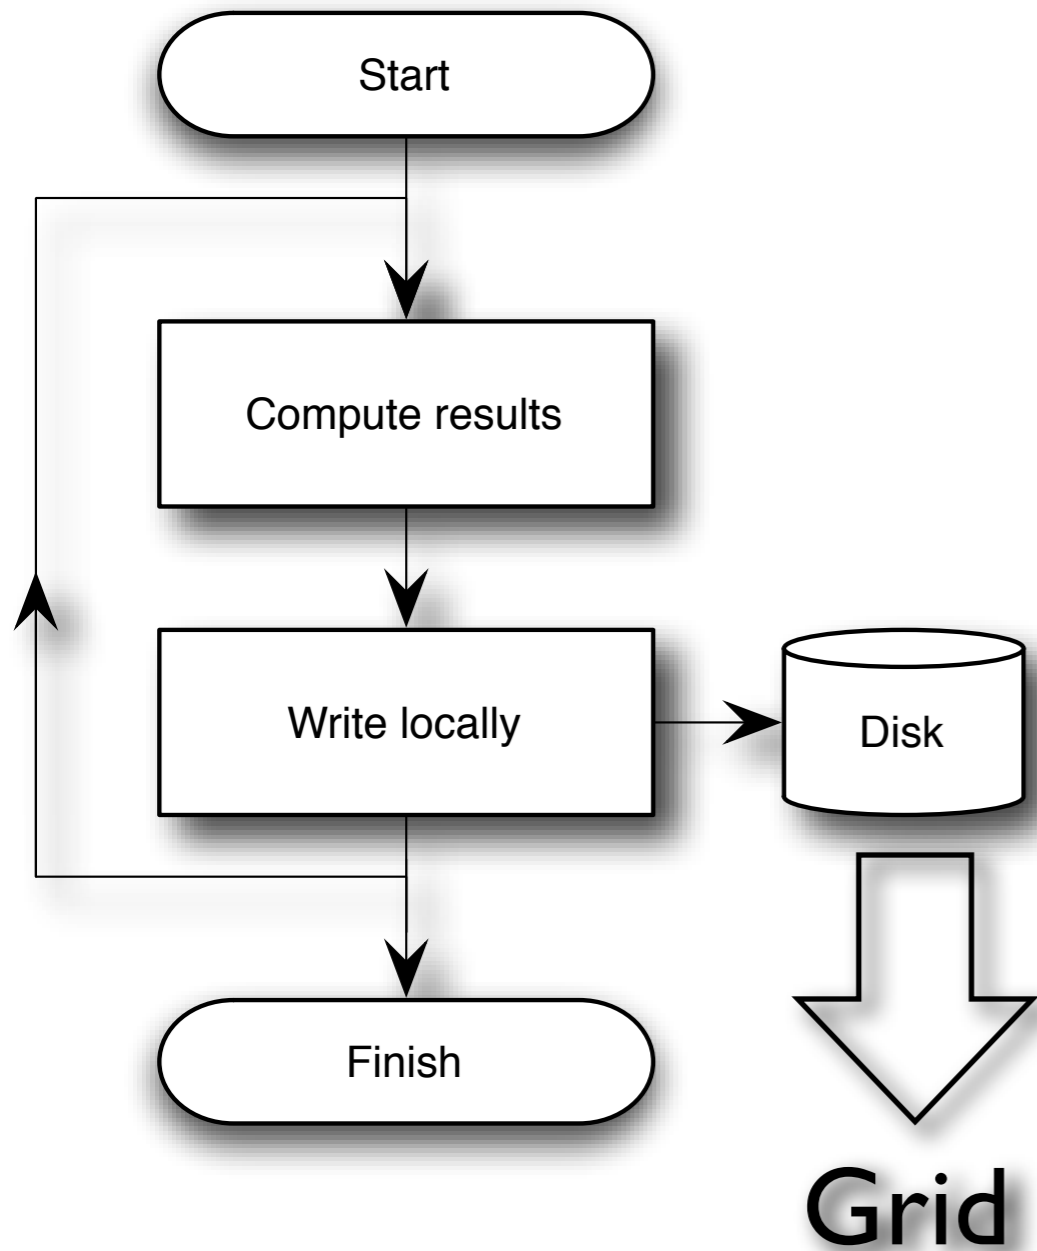 Start
Compute results
Write locally
Disk
Finish
Grid